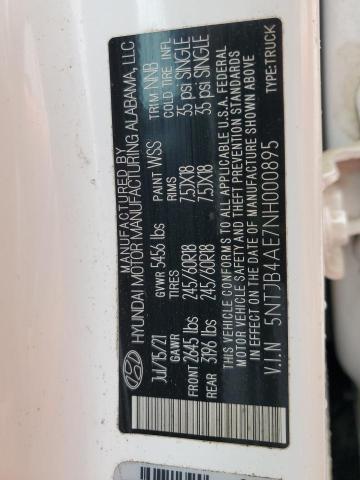 MANUFACTURED BY
HYUNDAI MOTOR MANUFACTURING ALABAMA, LLC
Jul/15/21 GVWR 5456 lbs PAINT WSS TRIM NNB
GAWR TIRES RIMS COLD TIRE INFL
FRONT 2645 lbs 245/60R18 7.5JX18 35 psi SINGLE
REAR 3196 lbs 245/60R18 7.5JX18 35 psi SINGLE
THIS VEHICLE CONFORMS TO ALL APPLICABLE U.S.A. FEDERAL
MOTOR VEHICLE SAFETY AND THEFT PREVENTION STANDARDS
IN EFFECT ON THE DATE OF MANUFACTURE SHOWN ABOVE.
V.I.N 5NTJB4AE7NH000895 TYPE:TRUCK